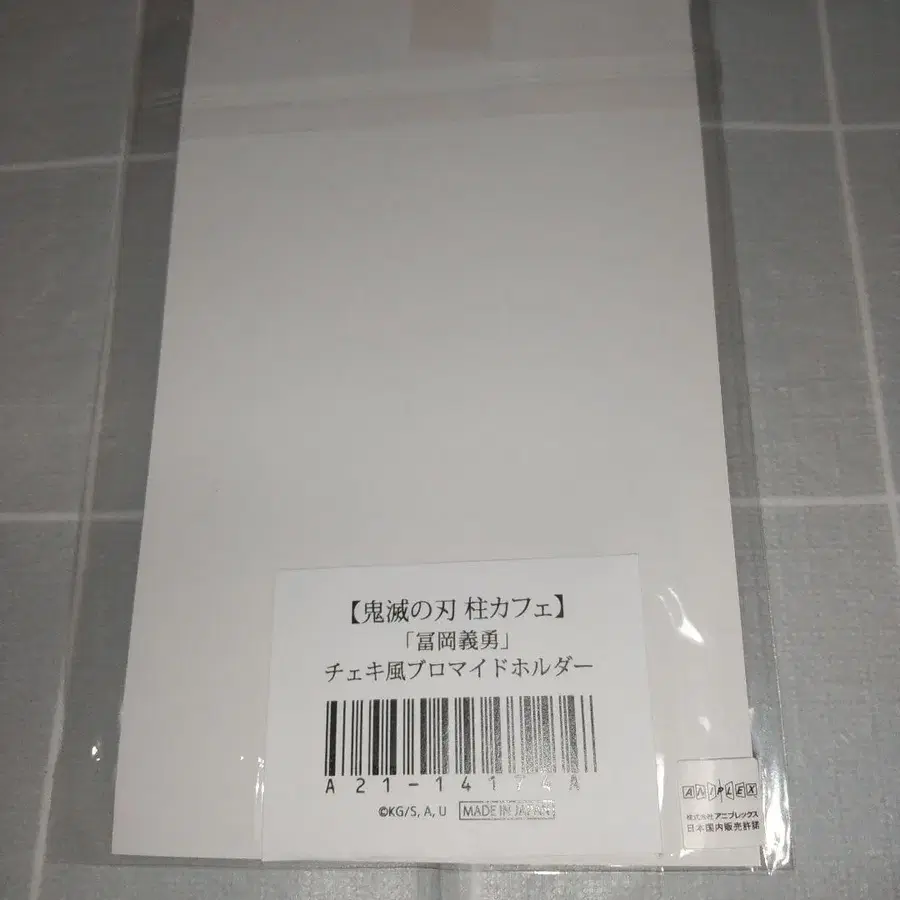 【鬼滅の刃 柱カフェ】
「冨岡義勇」
チェキ風ブロマイドホルダー
A21-14174A
©KG/S, A, U MADE IN JAPAN
ANIPLEX
株式会社アニプレックス
日本国内販売許諾